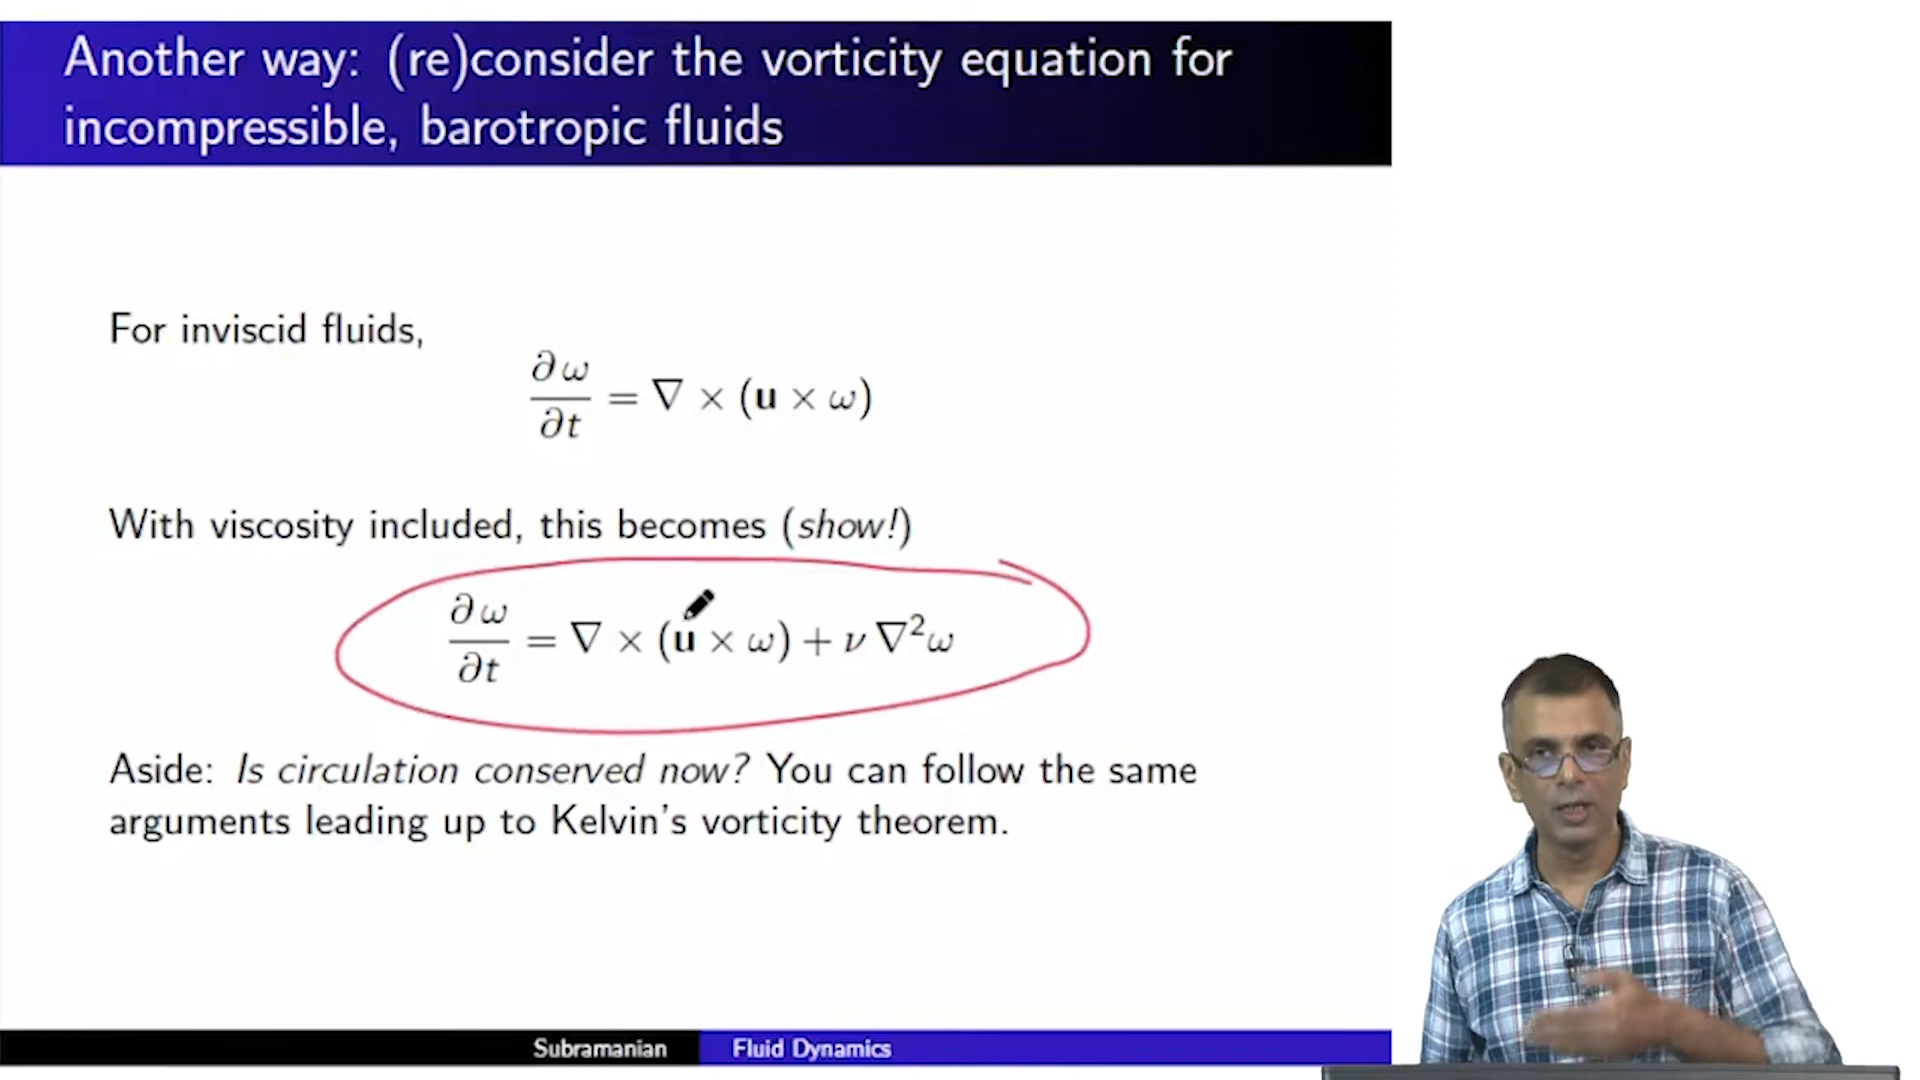 Another way: (re)consider the vorticity equation for
incompressible, barotropic fluids
For inviscid fluids,
∂ω/∂t = ∇ × (u × ω)
With viscosity included, this becomes (show!)
∂ω/∂t = ∇ × (u × ω) + ν ∇²ω
Aside: Is circulation conserved now? You can follow the same
arguments leading up to Kelvin's vorticity theorem.
Subramanian Fluid Dynamics